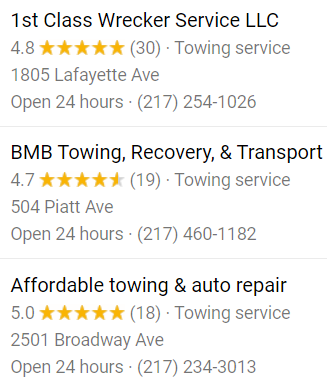 1st Class Wrecker Service LLC
4.8 ★★★★★ (30) · Towing service
1805 Lafayette Ave
Open 24 hours · (217) 254-1026
BMB Towing, Recovery, & Transport
4.7 ★★★★★ (19) · Towing service
504 Piatt Ave
Open 24 hours · (217) 460-1182
Affordable towing & auto repair
5.0 ★★★★★ (18) · Towing service
2501 Broadway Ave
Open 24 hours · (217) 234-3013